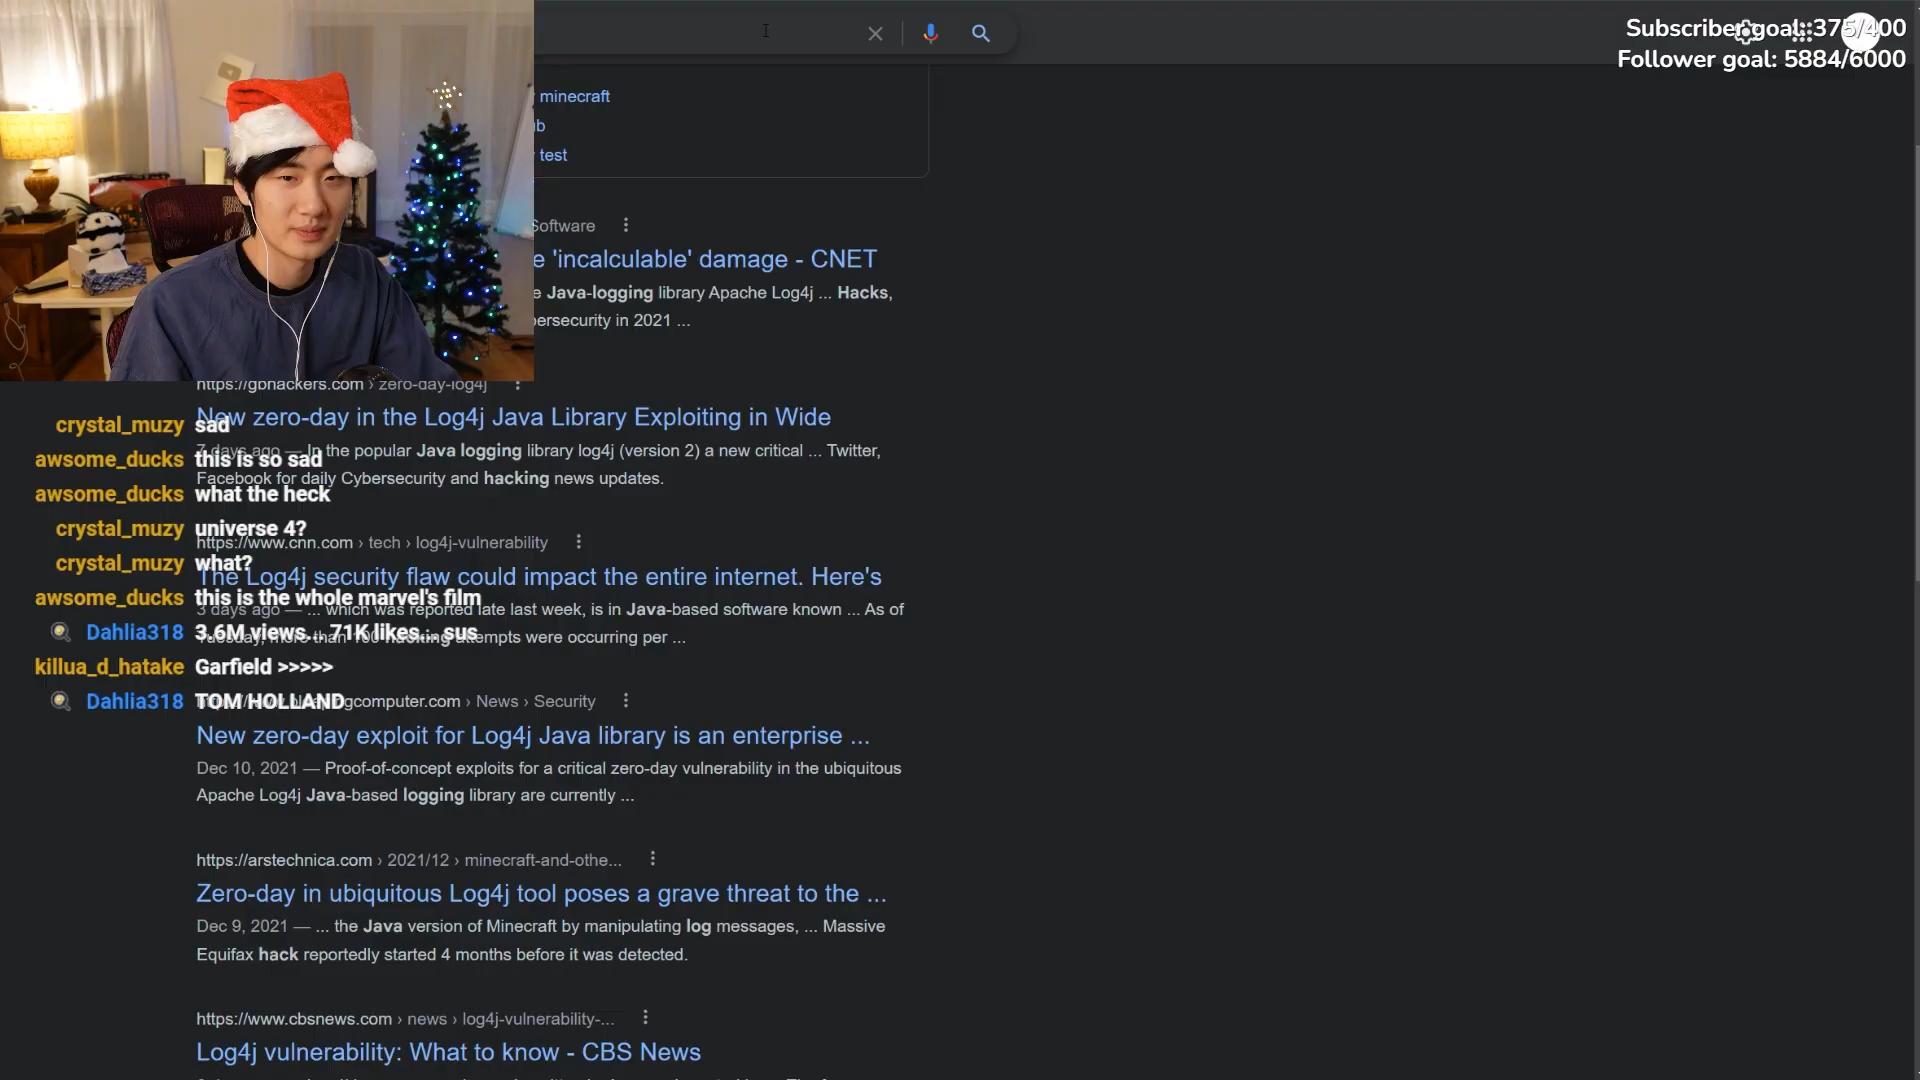 Subscriber goal: 375/400
Follower goal: 5884/6000
minecraft
test
Software
e 'incalculable' damage - CNET
e Java-logging library Apache Log4j ... Hacks,
ersecurity in 2021 ...
https://gbhackers.com › zero-day-log4j
New zero-day in the Log4j Java Library Exploiting in Wide
crystal_muzy sad
7 days ago — In the popular Java logging library log4j (version 2) a new critical ... Twitter,
awsome_ducks this is so sad
Facebook for daily Cybersecurity and hacking news updates.
awsome_ducks what the heck
crystal_muzy universe 4?
https://www.cnn.com › tech › log4j-vulnerability
crystal_muzy what?
The Log4j security flaw could impact the entire internet. Here's
awsome_ducks this is the whole marvel's film
3 days ago — ... which was reported late last week, is in Java-based software known ... As of
Dahlia318 3.6M views... 71K likes... sus
Tuesday, more than 100 hacking attempts were occurring per ...
killua_d_hatake Garfield >>>>>
Dahlia318 TOM HOLLAND
gcomputer.com › News › Security
New zero-day exploit for Log4j Java library is an enterprise ...
Dec 10, 2021 — Proof-of-concept exploits for a critical zero-day vulnerability in the ubiquitous
Apache Log4j Java-based logging library are currently ...
https://arstechnica.com › 2021/12 › minecraft-and-othe...
Zero-day in ubiquitous Log4j tool poses a grave threat to the ...
Dec 9, 2021 — ... the Java version of Minecraft by manipulating log messages, ... Massive
Equifax hack reportedly started 4 months before it was detected.
https://www.cbsnews.com › news › log4j-vulnerability-...
Log4j vulnerability: What to know - CBS News